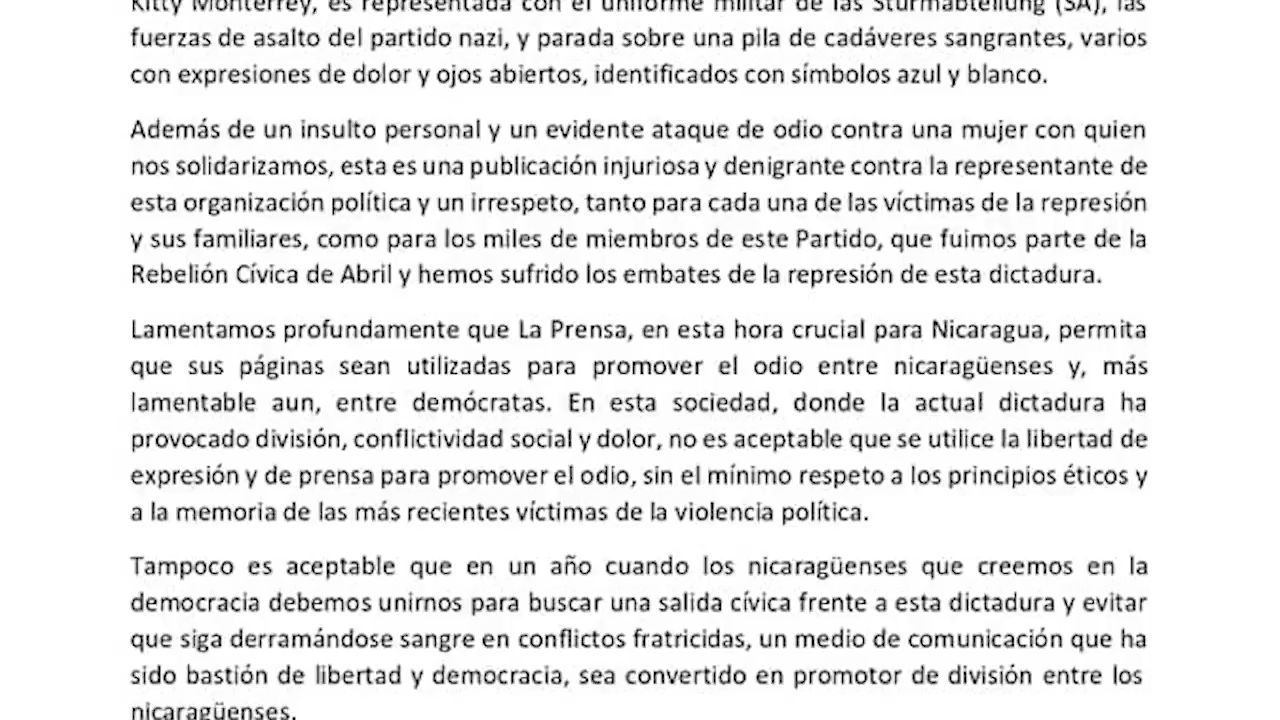 Kitty Monterrey, es representada con el uniforme militar de las Sturmabteilung (SA), las
fuerzas de asalto del partido nazi, y parada sobre una pila de cadáveres sangrantes, varios
con expresiones de dolor y ojos abiertos, identificados con símbolos azul y blanco.
Además de un insulto personal y un evidente ataque de odio contra una mujer con quien
nos solidarizamos, esta es una publicación injuriosa y denigrante contra la representante de
esta organización política y un irrespeto, tanto para cada una de las víctimas de la represión
y sus familiares, como para los miles de miembros de este Partido, que fuimos parte de la
Rebelión Cívica de Abril y hemos sufrido los embates de la represión de esta dictadura.
Lamentamos profundamente que La Prensa, en esta hora crucial para Nicaragua, permita
que sus páginas sean utilizadas para promover el odio entre nicaragüenses y, más
lamentable aun, entre demócratas. En esta sociedad, donde la actual dictadura ha
provocado división, conflictividad social y dolor, no es aceptable que se utilice la libertad de
expresión y de prensa para promover el odio, sin el mínimo respeto a los principios éticos y
a la memoria de las más recientes víctimas de la violencia política.
Tampoco es aceptable que en un año cuando los nicaragüenses que creemos en la
democracia debemos unirnos para buscar una salida cívica frente a esta dictadura y evitar
que siga derramándose sangre en conflictos fratricidas, un medio de comunicación que ha
sido bastión de libertad y democracia, sea convertido en promotor de división entre los
nicaragüenses.